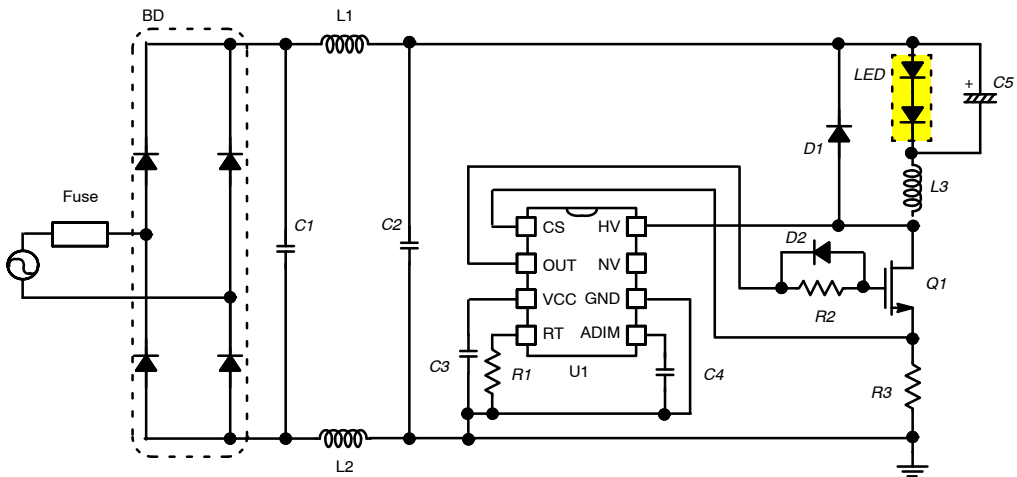 BD
L1
LED
+
C5
D1
Fuse
L3
C1
C2
CS
HV
D2
OUT
NV
Q1
VCC
GND
R2
RT
ADIM
C3
R1
U1
C4
R3
L2